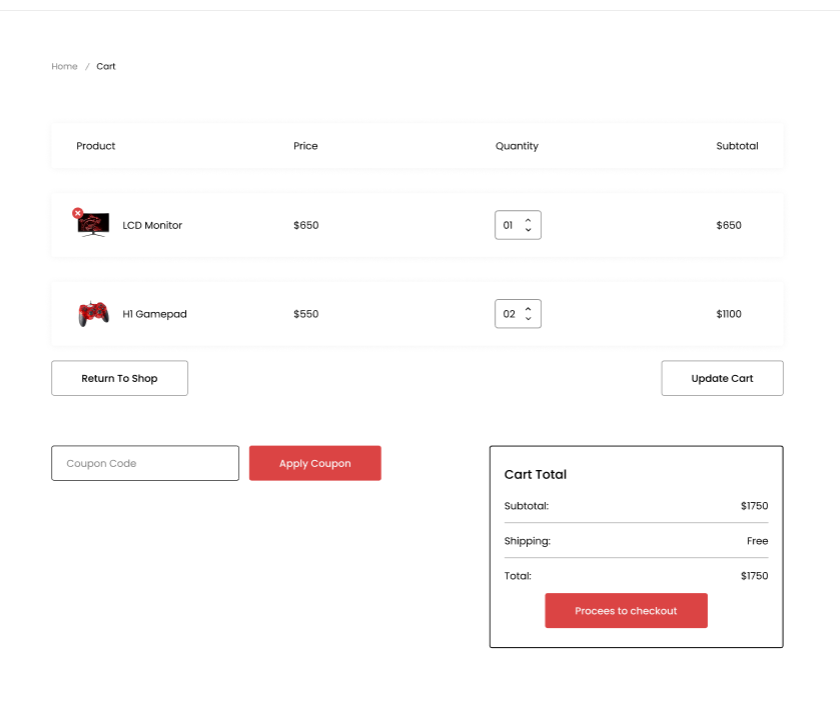 Home / Cart
Product Price Quantity Subtotal
LCD Monitor $650 01 $650
H1 Gamepad $550 02 $1100
Return To Shop Update Cart
Coupon Code Apply Coupon
Cart Total
Subtotal: $1750
Shipping: Free
Total: $1750
Procees to checkout